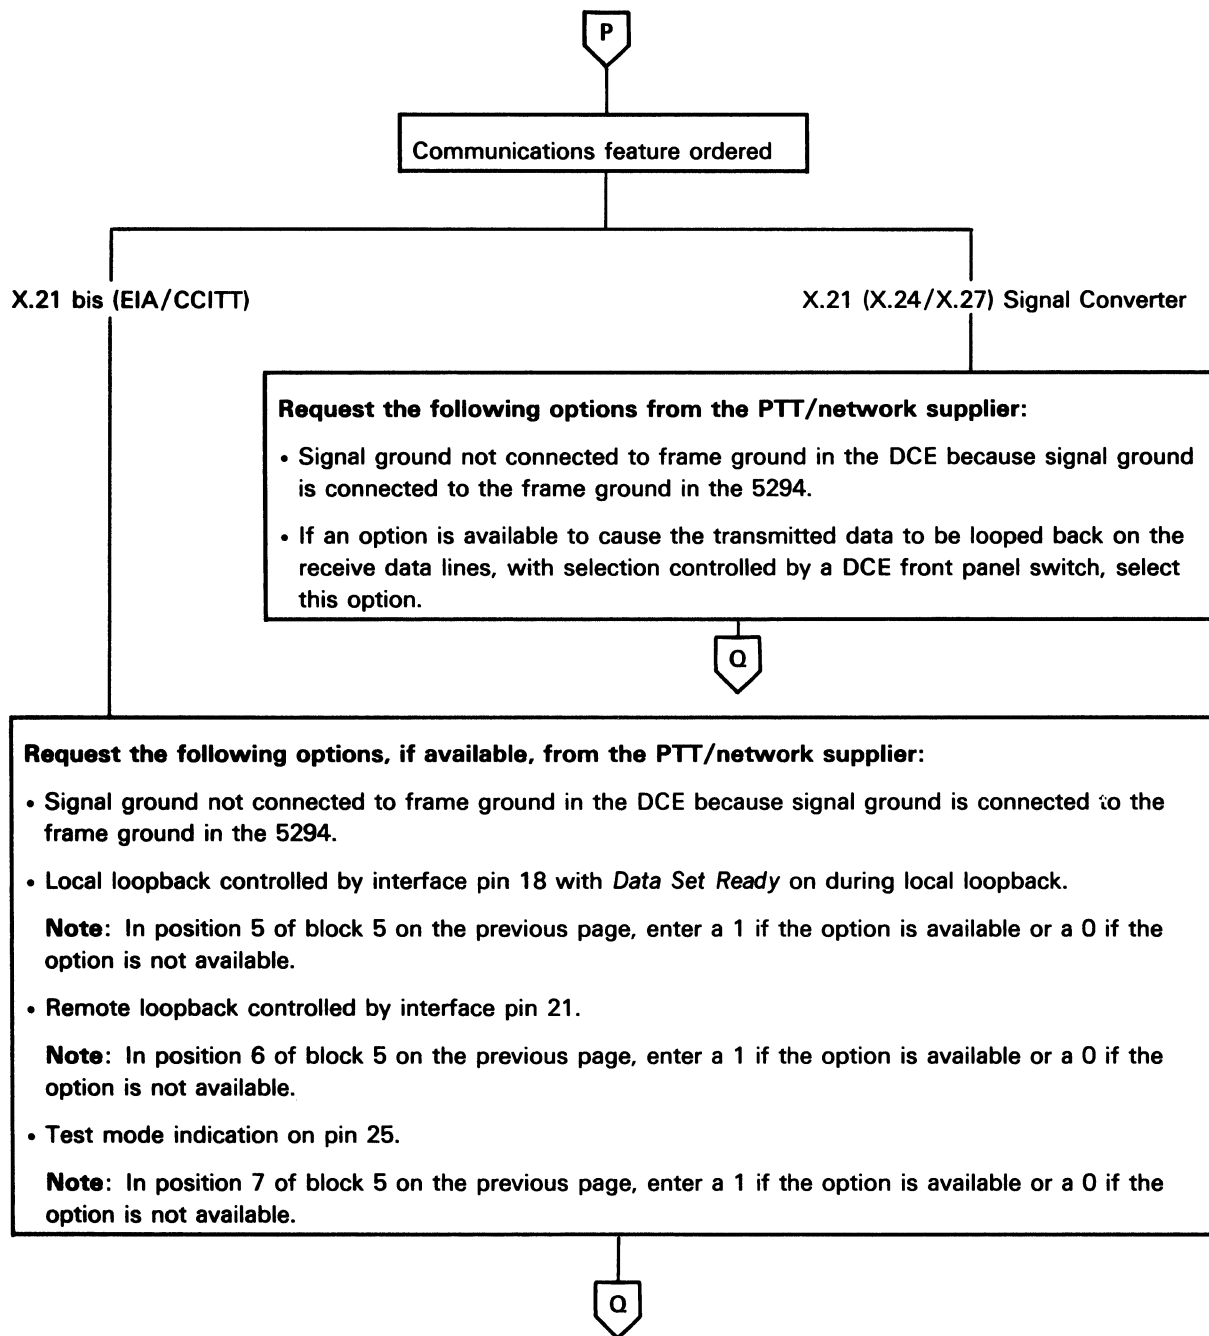 P
Communications feature ordered
X.21 bis (EIA/CCITT)
X.21 (X.24/X.27) Signal Converter
Request the following options from the PTT/network supplier:
• Signal ground not connected to frame ground in the DCE because signal ground
is connected to the frame ground in the 5294.
• If an option is available to cause the transmitted data to be looped back on the
receive data lines, with selection controlled by a DCE front panel switch, select
this option.
Q
Request the following options, if available, from the PTT/network supplier:
• Signal ground not connected to frame ground in the DCE because signal ground is connected to the
frame ground in the 5294.
• Local loopback controlled by interface pin 18 with Data Set Ready on during local loopback.
Note: In position 5 of block 5 on the previous page, enter a 1 if the option is available or a 0 if the
option is not available.
• Remote loopback controlled by interface pin 21.
Note: In position 6 of block 5 on the previous page, enter a 1 if the option is available or a 0 if the
option is not available.
• Test mode indication on pin 25.
Note: In position 7 of block 5 on the previous page, enter a 1 if the option is available or a 0 if the
option is not available.
Q